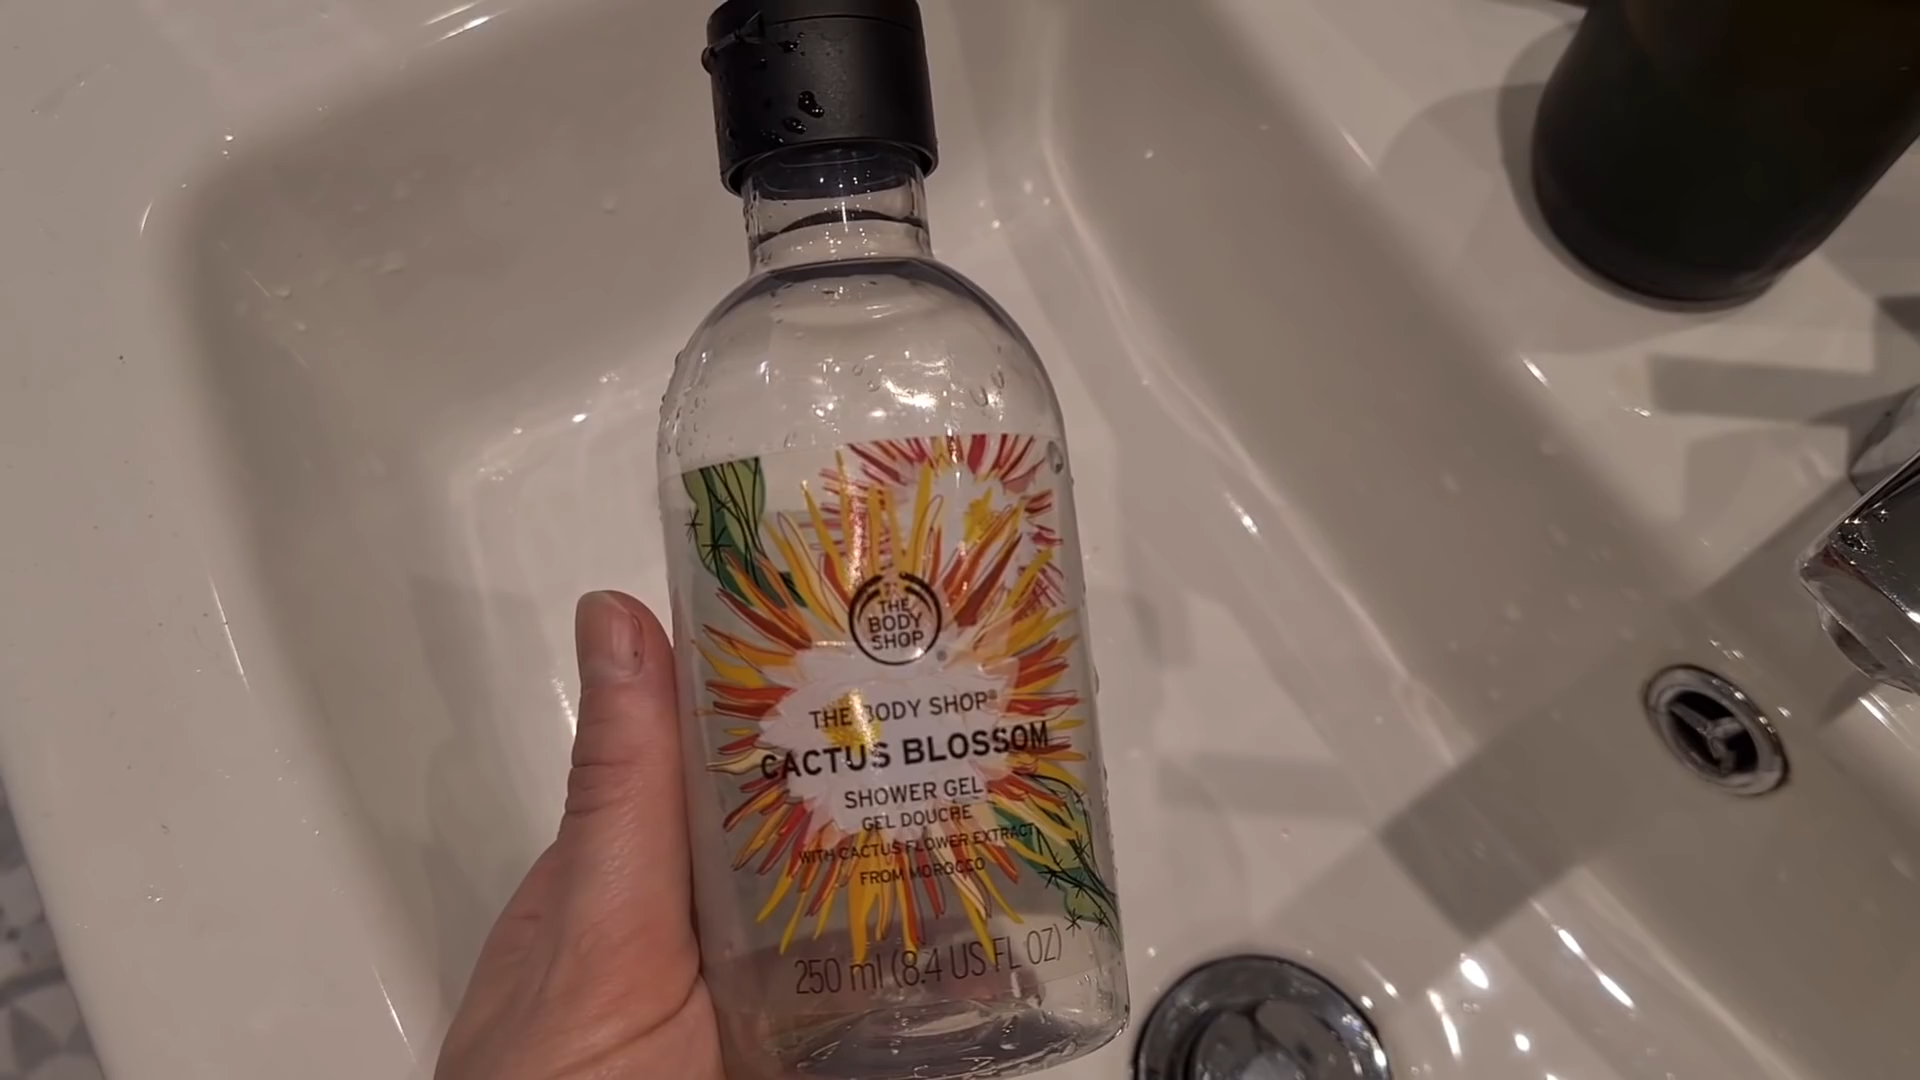 THE
BODY
SHOP
®
THE BODY SHOP®
CACTUS BLOSSOM
SHOWER GEL
GEL DOUCHE
WITH CACTUS FLOWER EXTRACT
FROM MOROCCO
250 ml (8.4 US FL OZ)